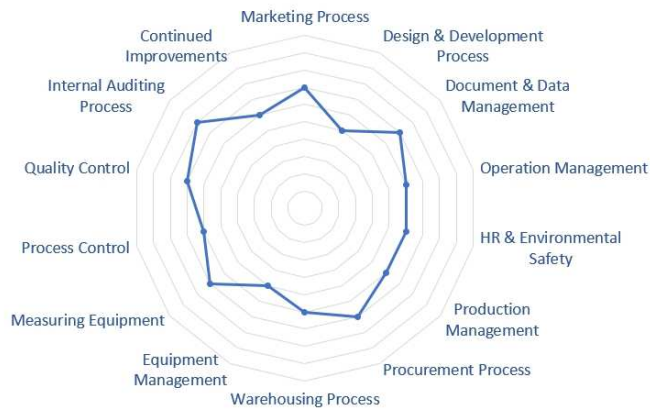 Marketing Process
Design & Development
Process
Document & Data
Management
Operation Management
HR & Environmental
Safety
Production
Management
Procurement Process
Warehousing Process
Equipment
Management
Measuring Equipment
Process Control
Quality Control
Internal Auditing
Process
Continued
Improvements